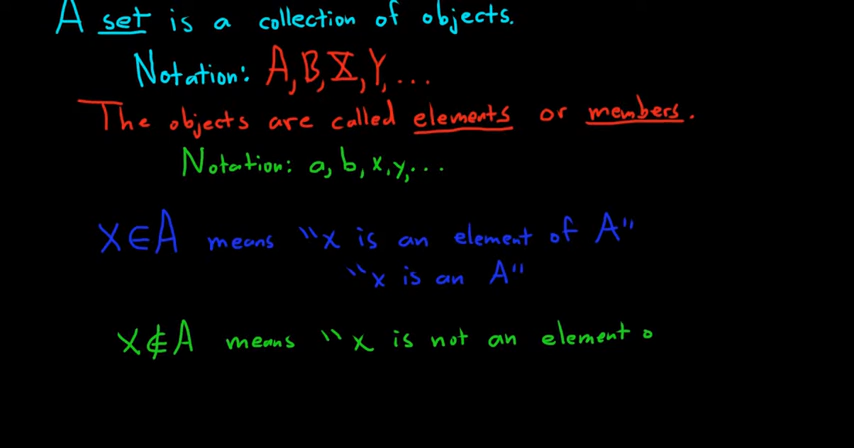 A set is a collection of objects.
Notation: A, B, X, Y, ...
The objects are called elements or members.
Notation: a, b, x, y, ...
x ∈ A means "x is an element of A"
"x is an A"
x ∉ A means "x is not an element o